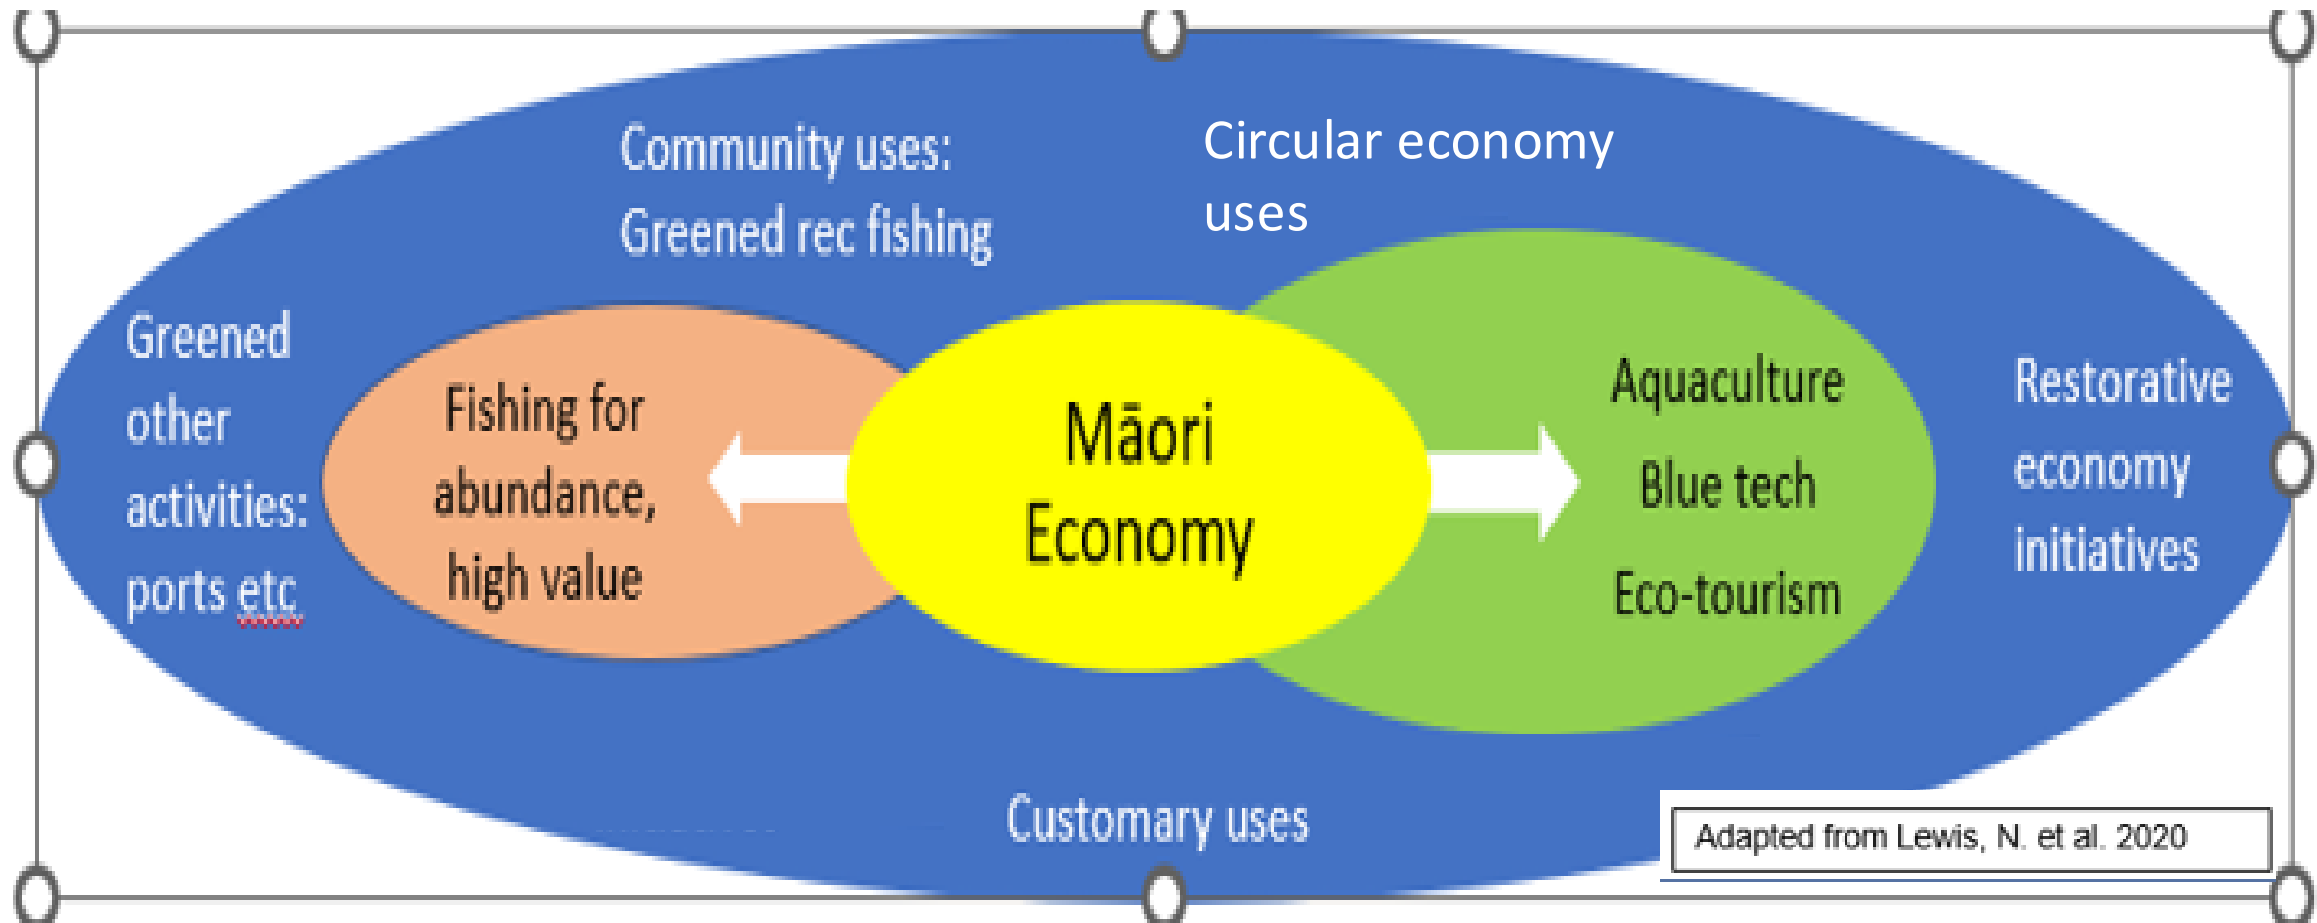 Community uses:
Greened rec fishing
Circular economy
uses
Greened
other
activities:
ports etc
Fishing for
abundance,
high value
Māori
Economy
Aquaculture
Blue tech
Eco-tourism
Restorative
economy
initiatives
Customary uses
Adapted from Lewis, N. et al. 2020